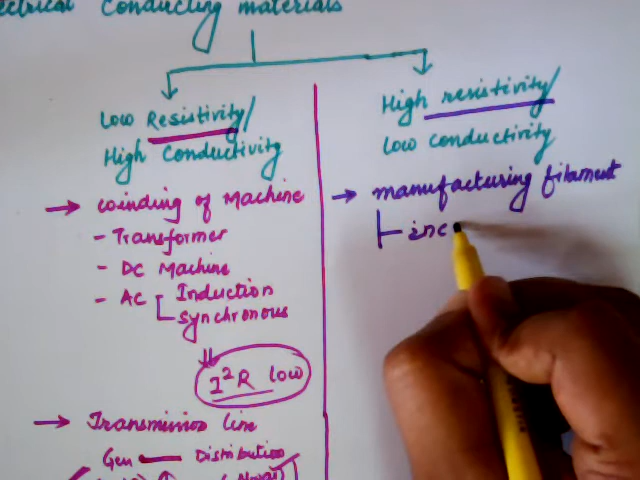 Electrical Conducting materials
Low Resistivity/
High Conductivity
→ winding of Machine
- Transformer
- DC Machine
- AC Induction
Synchronous
I²R low
→ Transmission line
Gen — Distribution
High resistivity/
Low conductivity
→ manufacturing filament
- inc